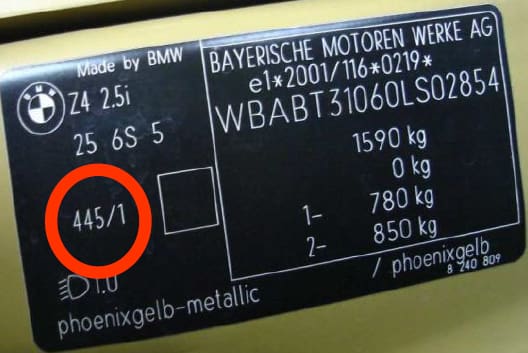 Made by BMW
Z4 2.5i
25 6S 5
445/1
1.0
phoenixgelb-metallic
BAYERISCHE MOTOREN WERKE AG
e1*2001/116*0219*
WBABT31060LS02854
1590 kg
0 kg
1- 780 kg
2- 850 kg
/ phoenixgelb
8 240 809